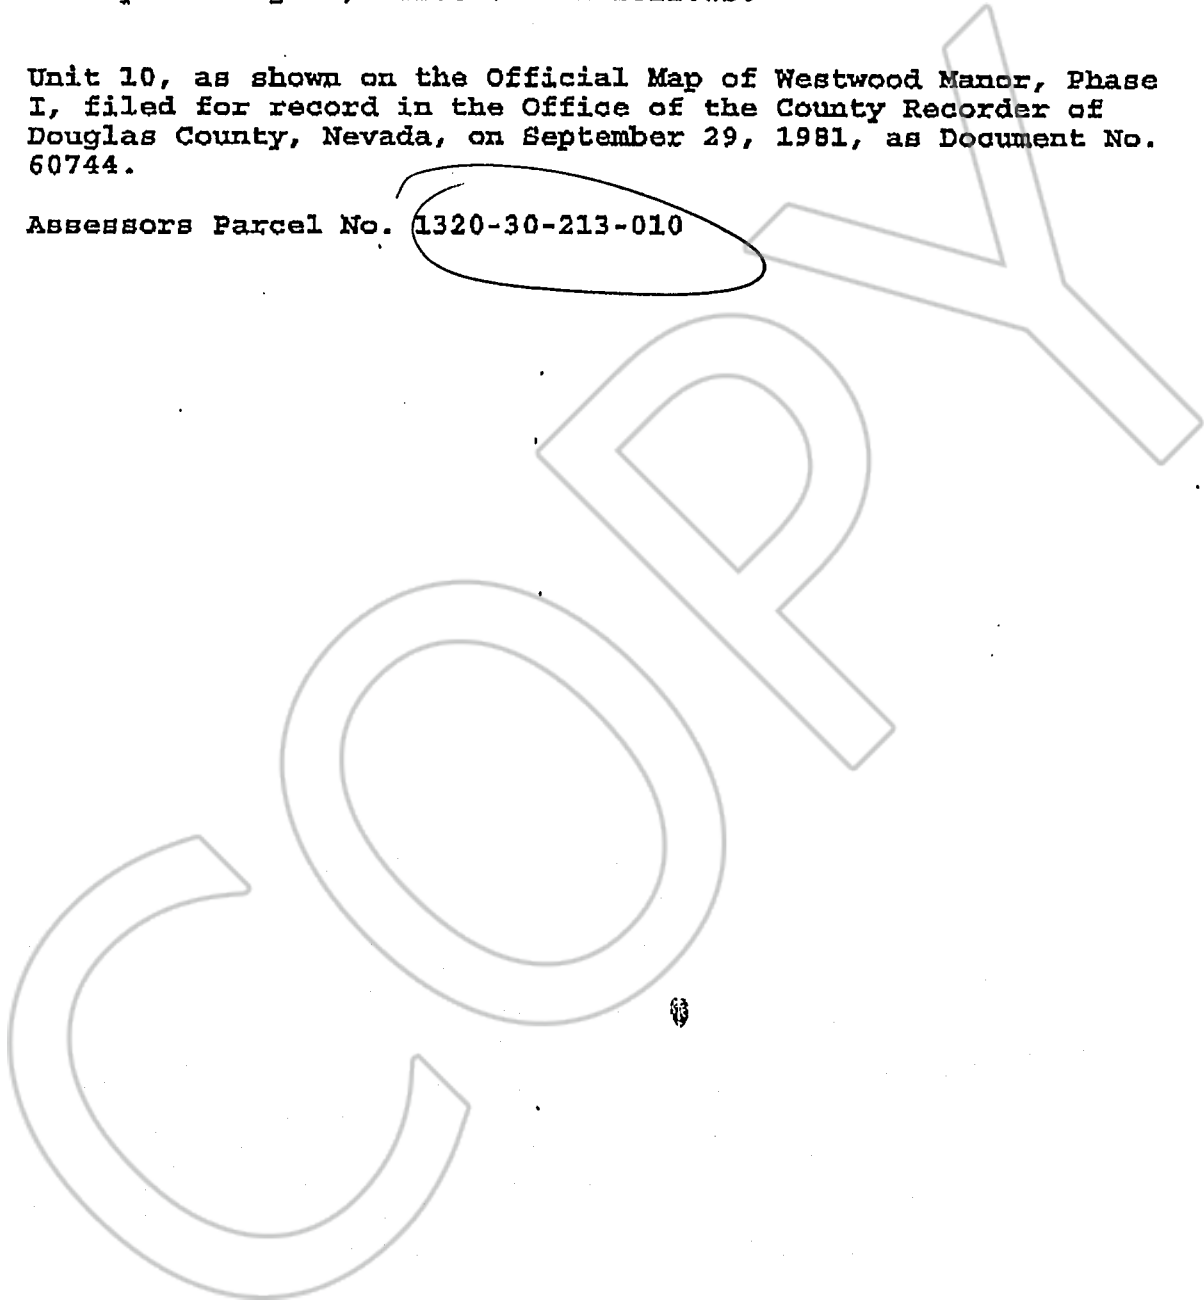 Unit 10, as shown on the Official Map of Westwood Manor, Phase
I, filed for record in the Office of the County Recorder of
Douglas County, Nevada, on September 29, 1981, as Document No.
60744.
Assessors Parcel No. 1320-30-213-010
COPY